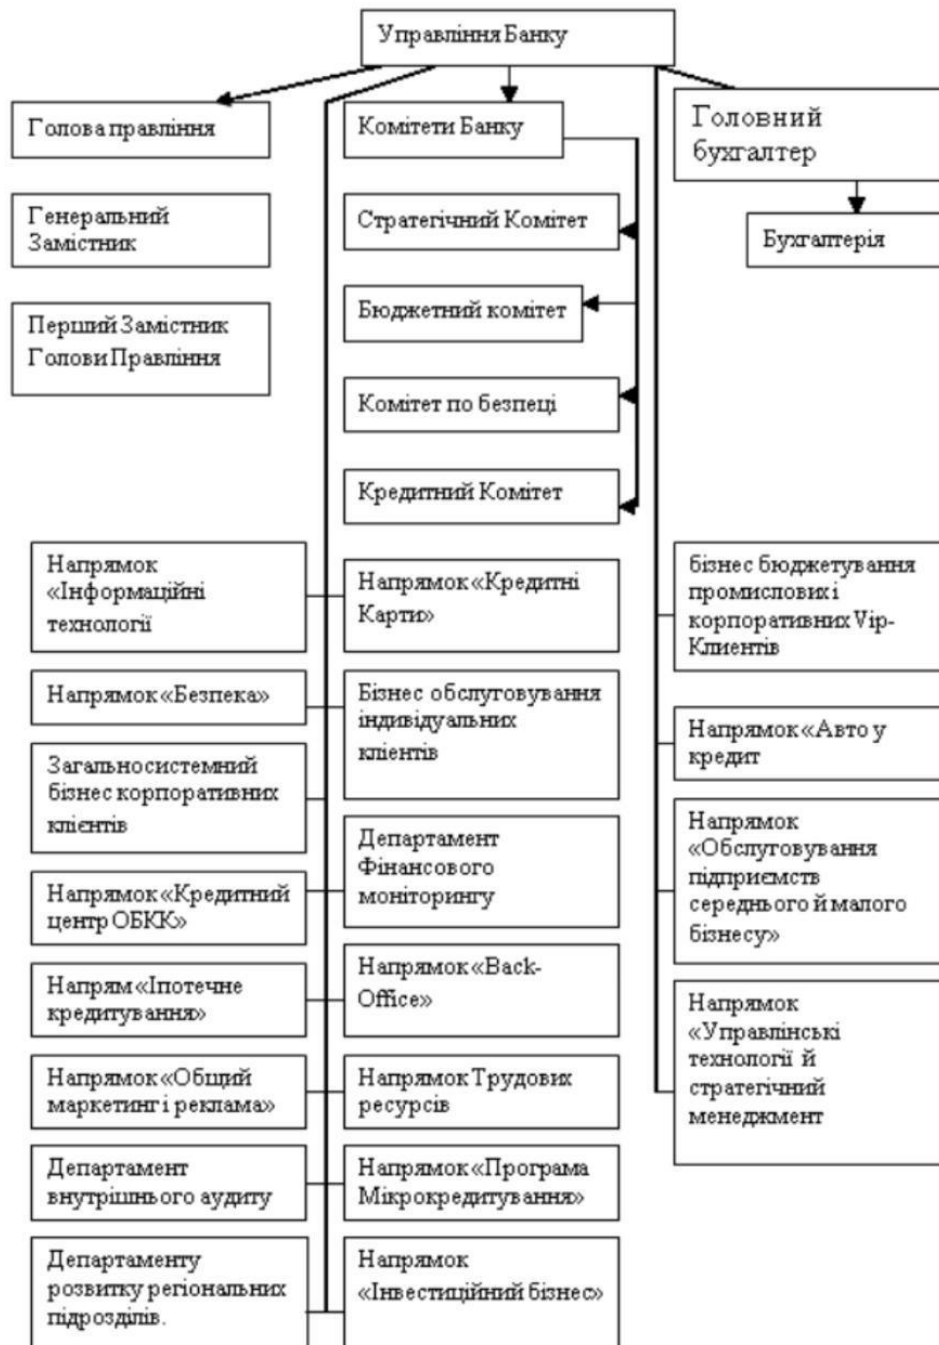 Управління Банку
Голова правління
Комітети Банку
Головний
бухгалтер
Генеральний
Замістник
Стратегічний Комітет
Бухгалтерія
Перший Замістник
Голови Правління
Бюджетний комітет
Комітет по безпеці
Кредитний Комітет
Напрямок
«Інформаційні
технології
Напрямок «Кредитні
Карти»
бізнес бюджетування
промислових і
корпоративних Vip-
Клиентів
Напрямок «Безпека»
Бізнес обслуговування
індивідуальних
кліентів
Напрямок «Авто у
кредит
Загальносистемний
бізнес корпоративних
клієнтів
Департамент
Фінансового
моніторингу
Напрямок
«Обслуговування
підприємств
середнього й малого
бізнесу»
Напрямок «Кредитний
центр ОБКК»
Напрямок «Back-
Office»
Напрям «Іпотечне
кредитування»
Напрямок
«Управлінські
технології й
стратегічний
менеджмент
Напрямок «Общий
маркетинг і реклама»
Напрямок Трудових
ресурсів
Департамент
внутрішнього аудиту
Напрямок «Програма
Мікрокредитування»
Департаменту
розвитку регіональних
підрозділів.
Напрямок
«Інвестиційний бізнес»